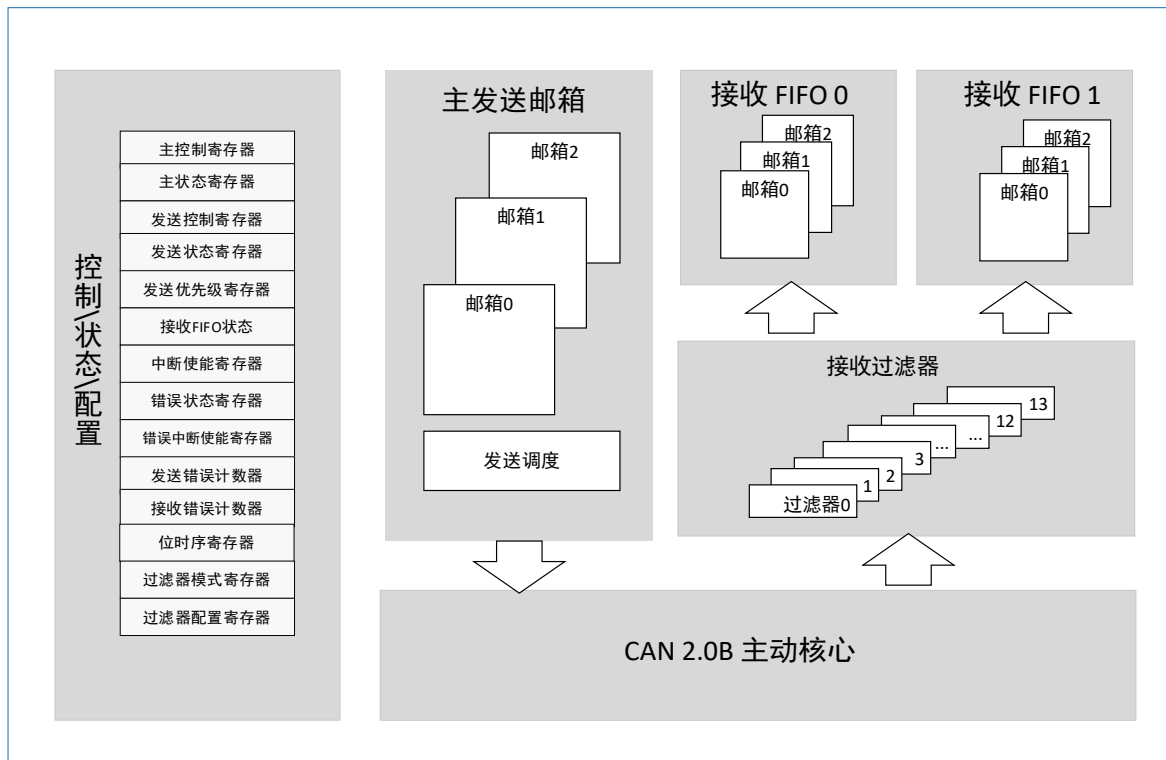 控制\状态\配置
主控制寄存器
主状态寄存器
发送控制寄存器
发送状态寄存器
发送优先级寄存器
接收FIFO状态
中断使能寄存器
错误状态寄存器
错误中断使能寄存器
发送错误计数器
接收错误计数器
位时序寄存器
过滤器模式寄存器
过滤器配置寄存器
主发送邮箱
邮箱2
邮箱1
邮箱0
发送调度
接收 FIFO 0
邮箱2
邮箱1
邮箱0
接收 FIFO 1
邮箱2
邮箱1
邮箱0
接收过滤器
13
12
...
...
3
2
1
过滤器0
CAN 2.0B 主动核心